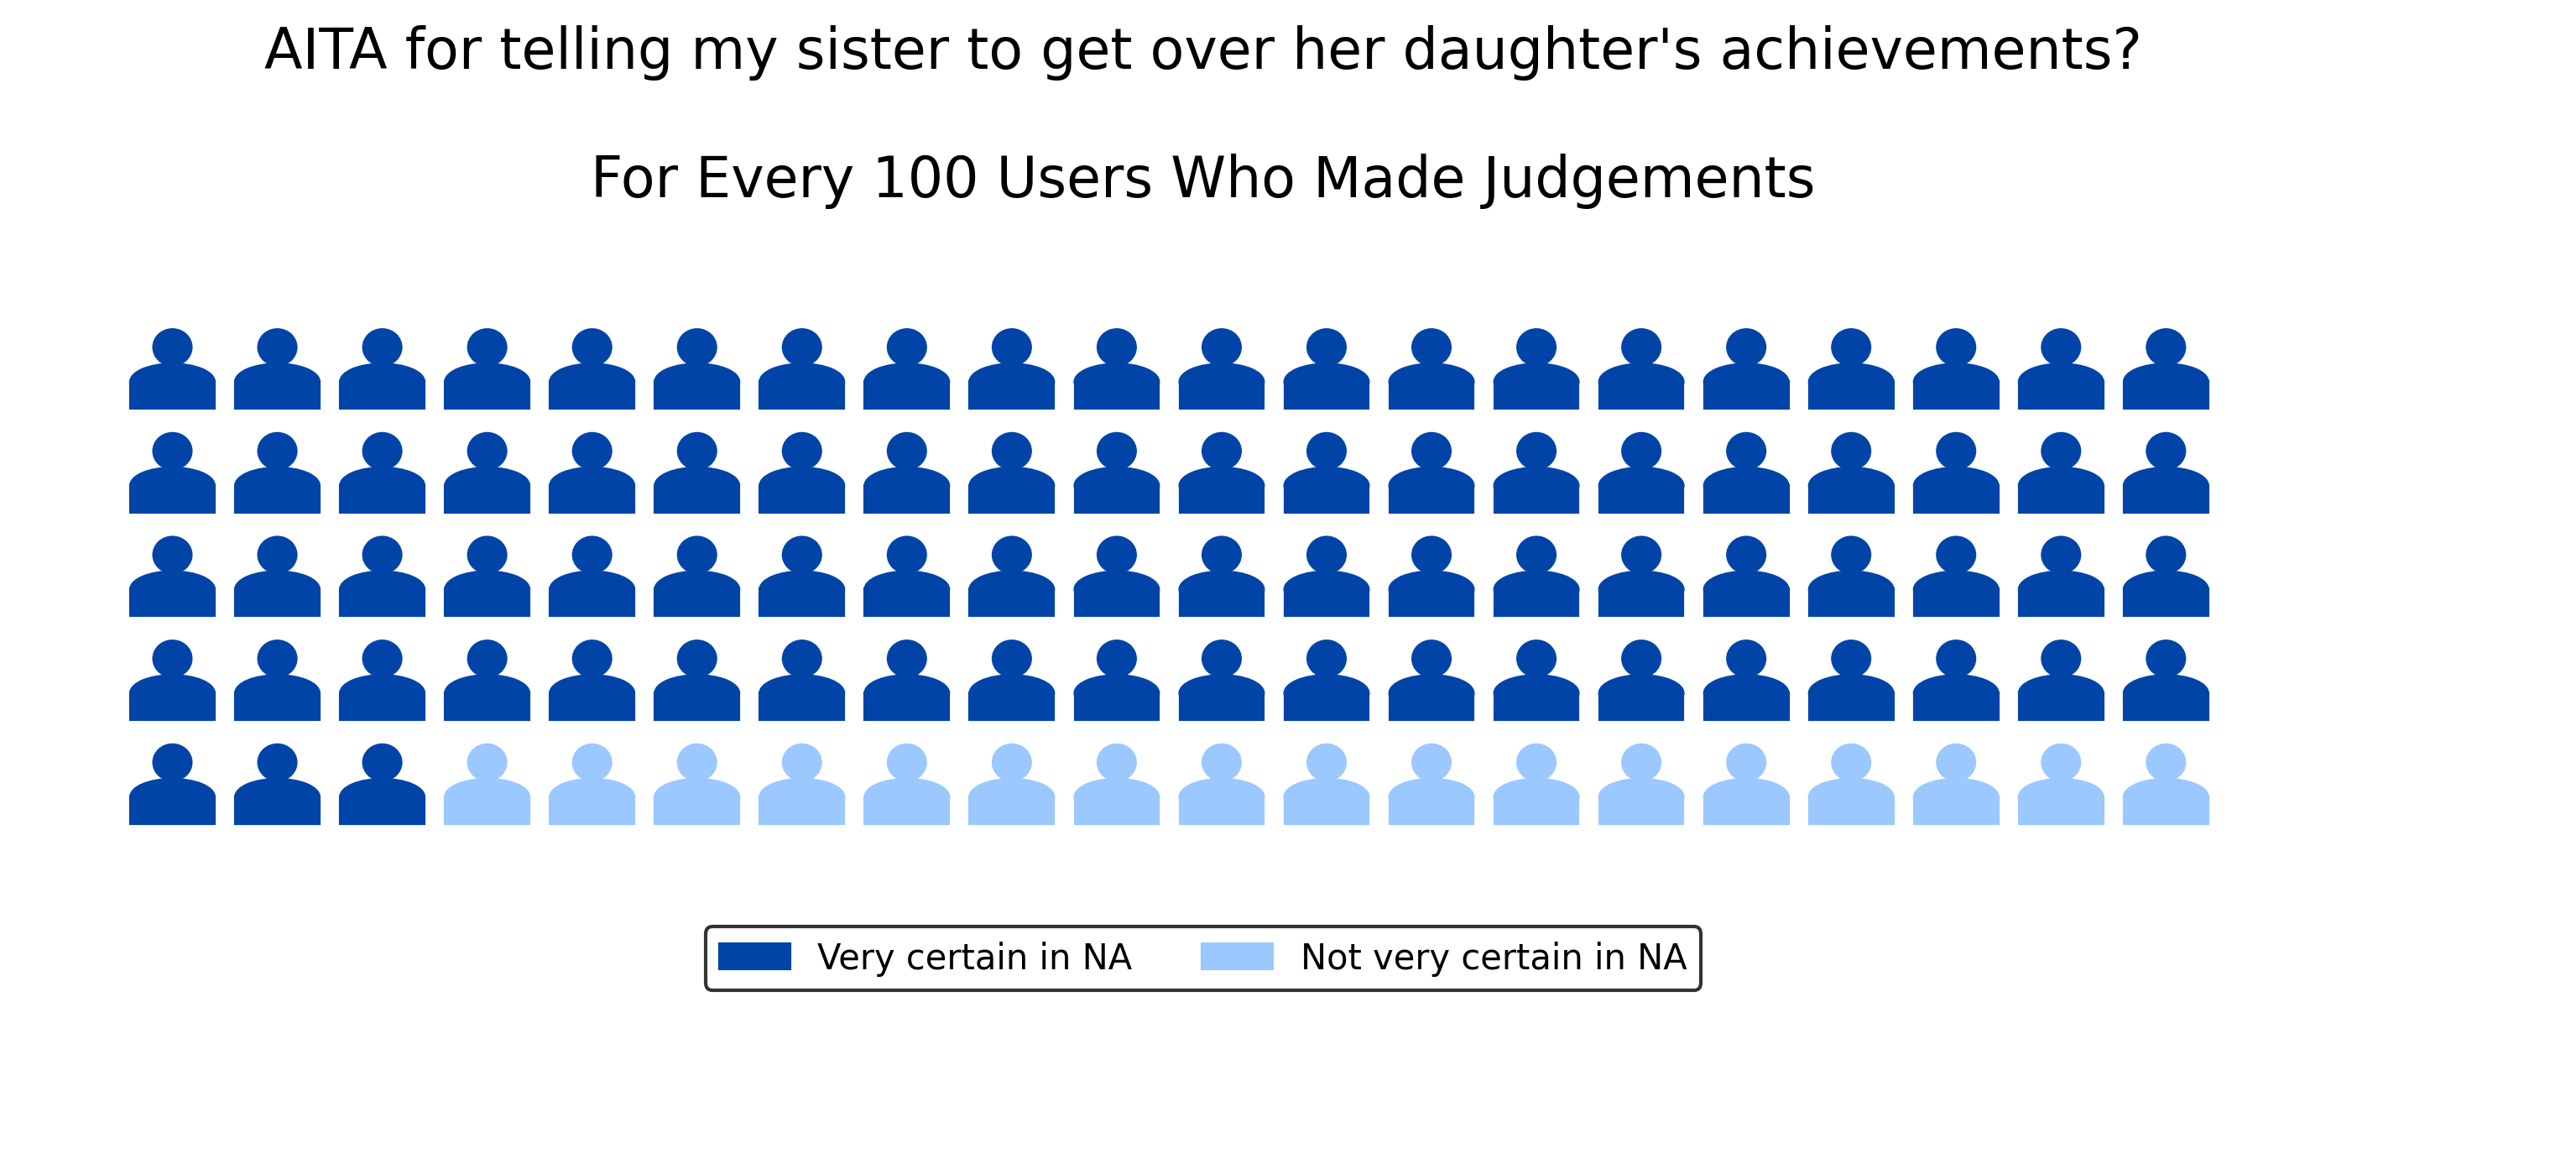 AITA for telling my sister to get over her daughter's achievements?
For Every 100 Users Who Made Judgements
Very certain in NA
Not very certain in NA